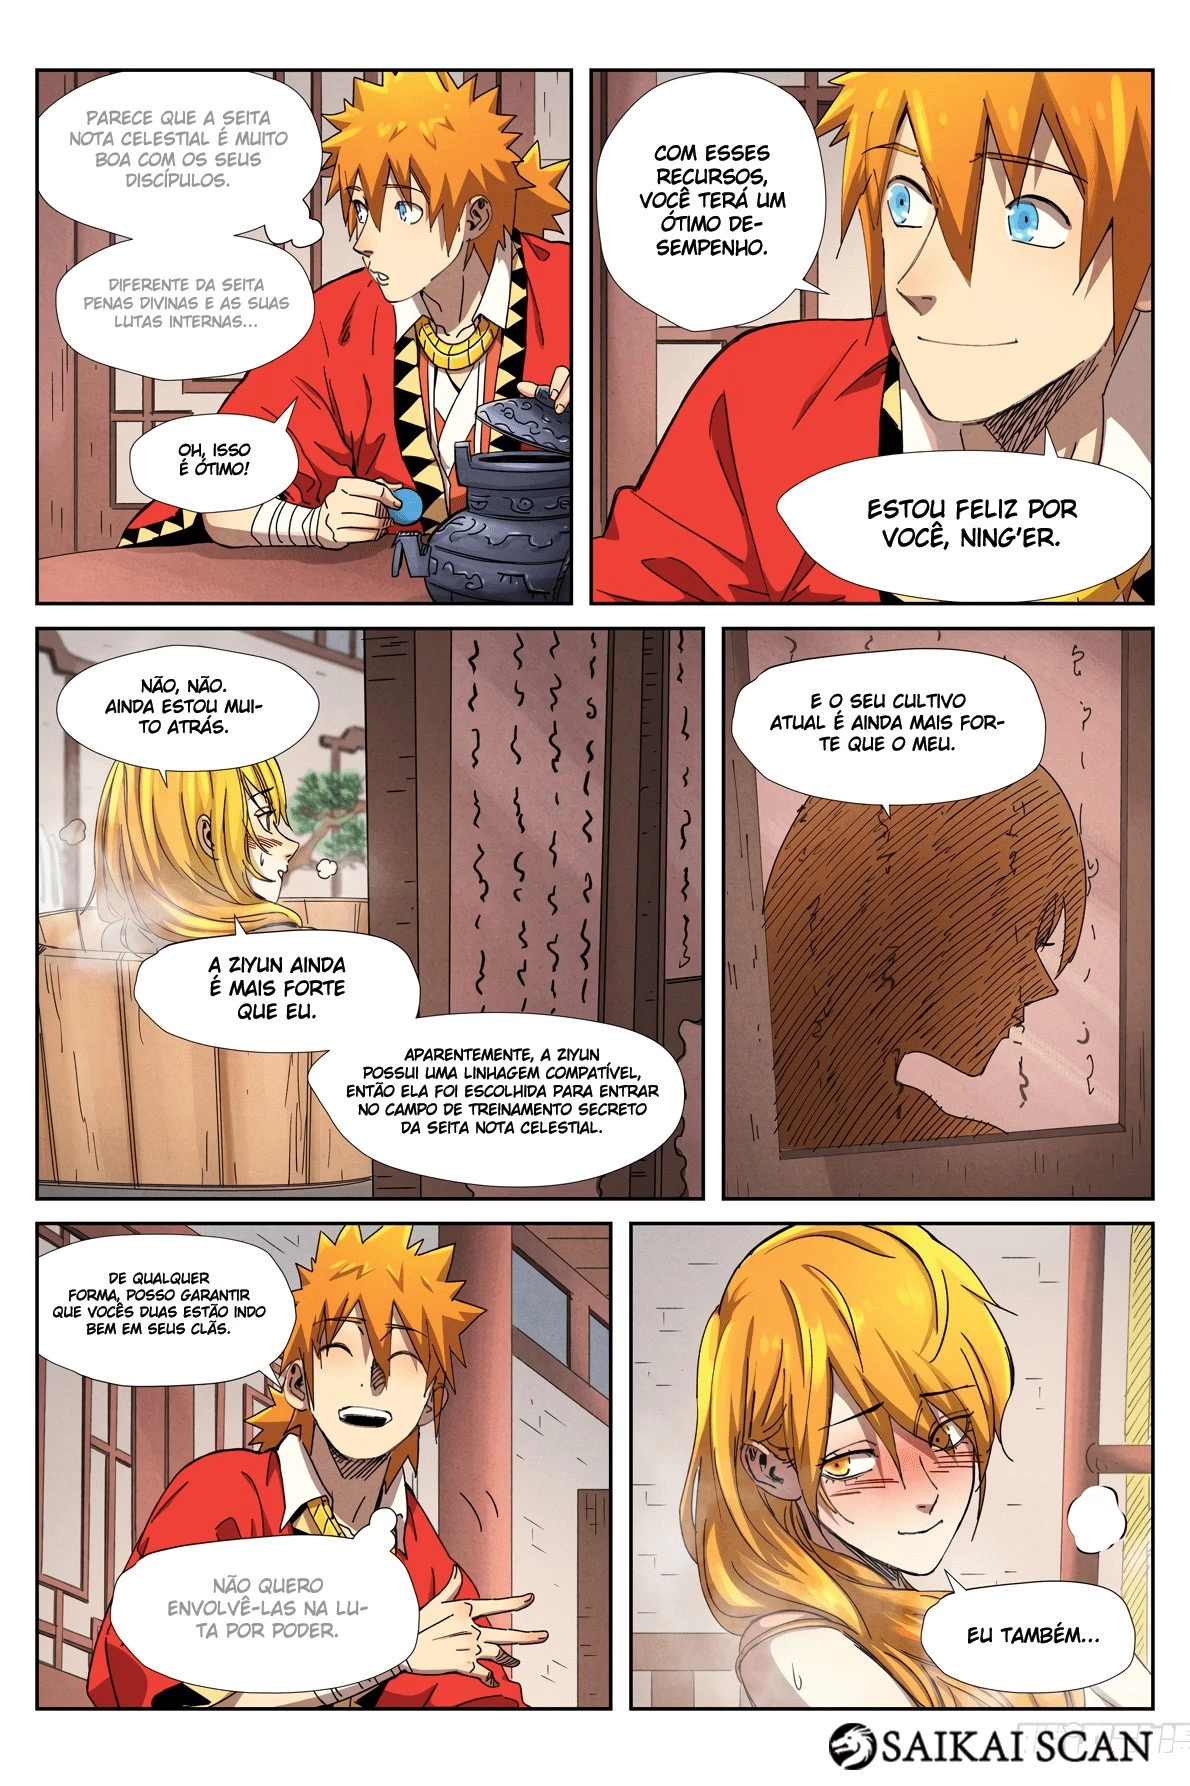 PARECE QUE A SEITA
NOTA CELESTIAL É MUITO
BOA COM OS SEUS
DISCÍPULOS.
DIFERENTE DA SEITA
PENAS DIVINAS E AS SUAS
LUTAS INTERNAS...
OH, ISSO
É ÓTIMO!
COM ESSES
RECURSOS,
VOCÊ TERÁ UM
ÓTIMO DE-
SEMPENHO.
ESTOU FELIZ POR
VOCÊ, NING'ER.
NÃO, NÃO.
AINDA ESTOU MUI-
TO ATRÁS.
A ZIYUN AINDA
É MAIS FORTE
QUE EU.
APARENTEMENTE, A ZIYUN
POSSUI UMA LINHAGEM COMPATÍVEL,
ENTÃO ELA FOI ESCOLHIDA PARA ENTRAR
NO CAMPO DE TREINAMENTO SECRETO
DA SEITA NOTA CELESTIAL.
E O SEU CULTIVO
ATUAL É AINDA MAIS FOR-
TE QUE O MEU.
DE QUALQUER
FORMA, POSSO GARANTIR
QUE VOCÊS DUAS ESTÃO INDO
BEM EM SEUS CLÃS.
NÃO QUERO
ENVOLVÊ-LAS NA LU-
TA POR PODER.
EU TAMBÉM...
SAIKAI SCAN